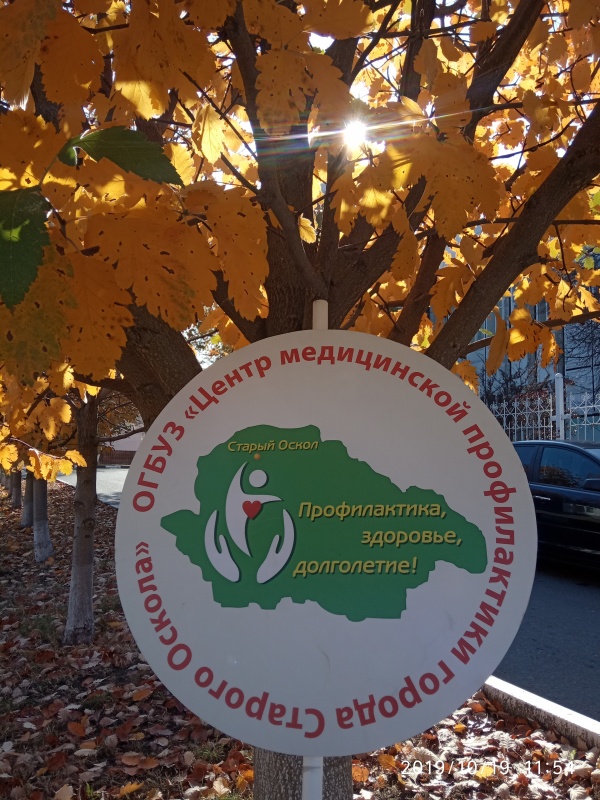 ОГБУЗ «Центр медицинской профилактики города Старого Оскола»
Старый Оскол
Профилактика,
здоровье,
долголетие!
2019/10/19 11:54